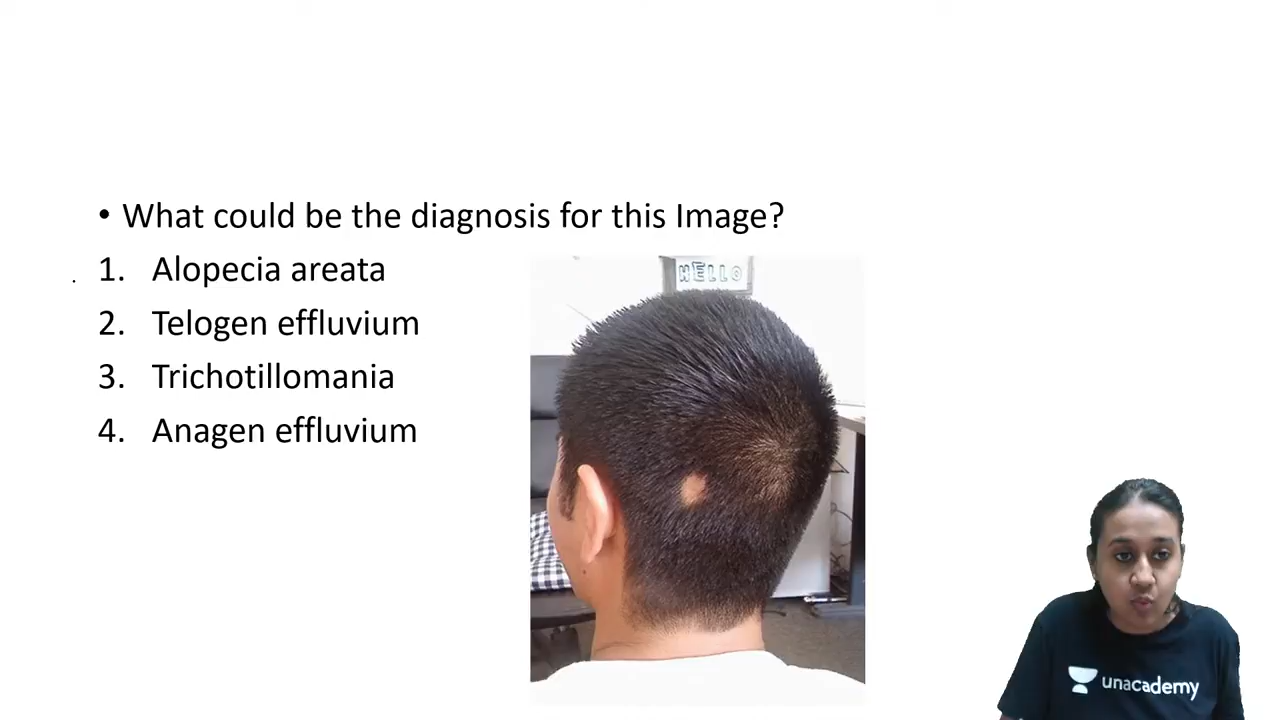 • What could be the diagnosis for this Image?
1. Alopecia areata
2. Telogen effluvium
3. Trichotillomania
4. Anagen effluvium
HELLO
unacademy